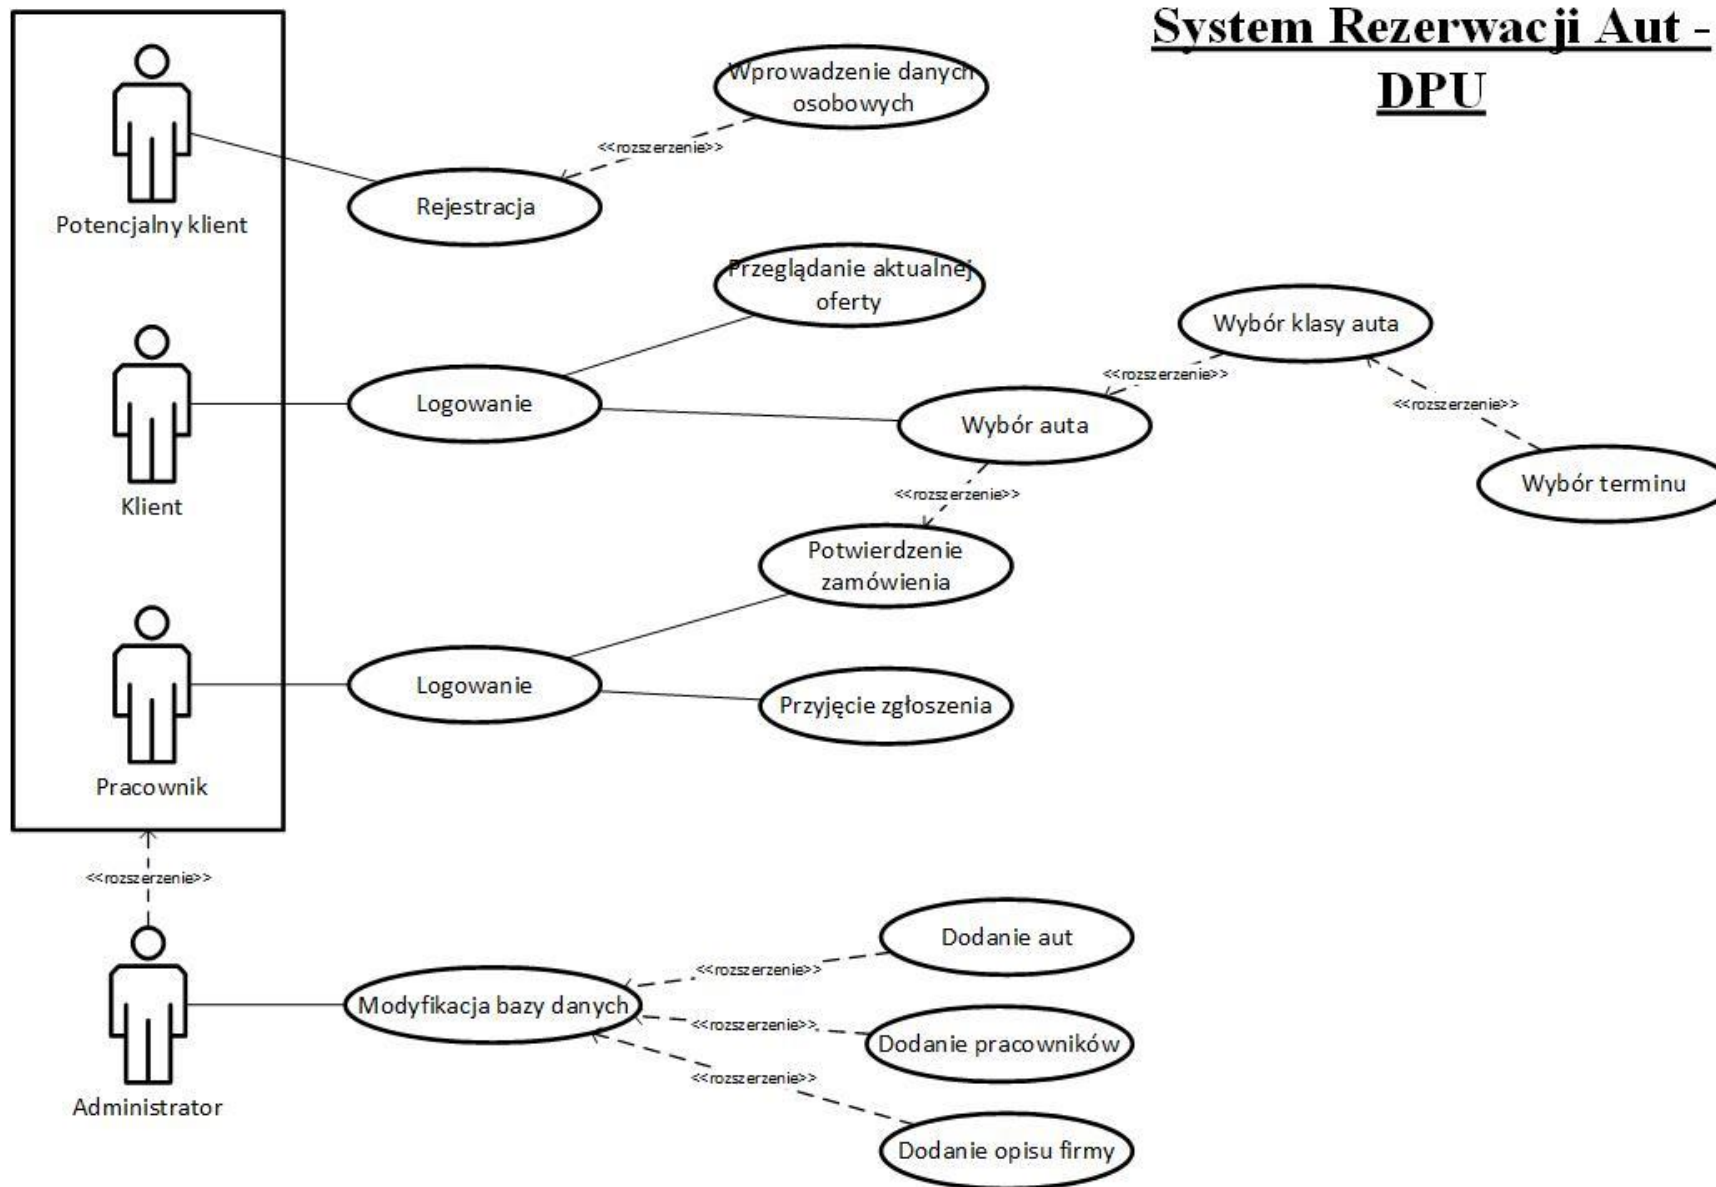 System Rezerwacji Aut -
DPU
Wprowadzenie danych
osobowych
<<rozszerzenie>>
Rejestracja
Potencjalny klient
Przeglądanie aktualnej
oferty
Wybór klasy auta
<<rozszerzenie>>
<<rozszerzenie>>
Logowanie
Wybór auta
Wybór terminu
Klient
<<rozszerzenie>>
Potwierdzenie
zamówienia
Logowanie
Przyjęcie zgłoszenia
Pracownik
<<rozszerzenie>>
Dodanie aut
<<rozszerzenie>>
Modyfikacja bazy danych
<<rozszerzenie>>
Dodanie pracowników
<<rozszerzenie>>
Administrator
Dodanie opisu firmy